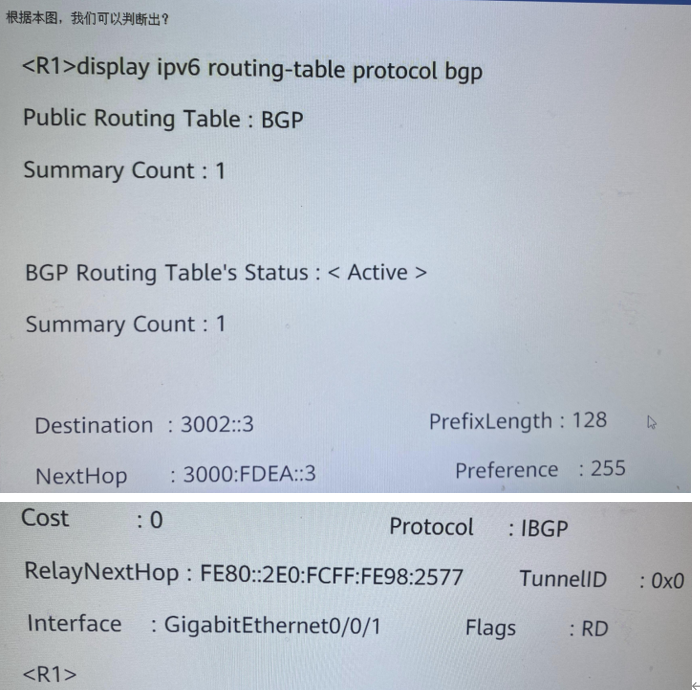 根据本图，我们可以判断出？
<R1>display ipv6 routing-table protocol bgp
Public Routing Table : BGP
Summary Count : 1
BGP Routing Table's Status : < Active >
Summary Count : 1
Destination : 3002::3 PrefixLength : 128
NextHop : 3000:FDEA::3 Preference : 255
Cost : 0 Protocol : IBGP
RelayNextHop : FE80::2E0:FCFF:FE98:2577 TunnelID : 0x0
Interface : GigabitEthernet0/0/1 Flags : RD
<R1>